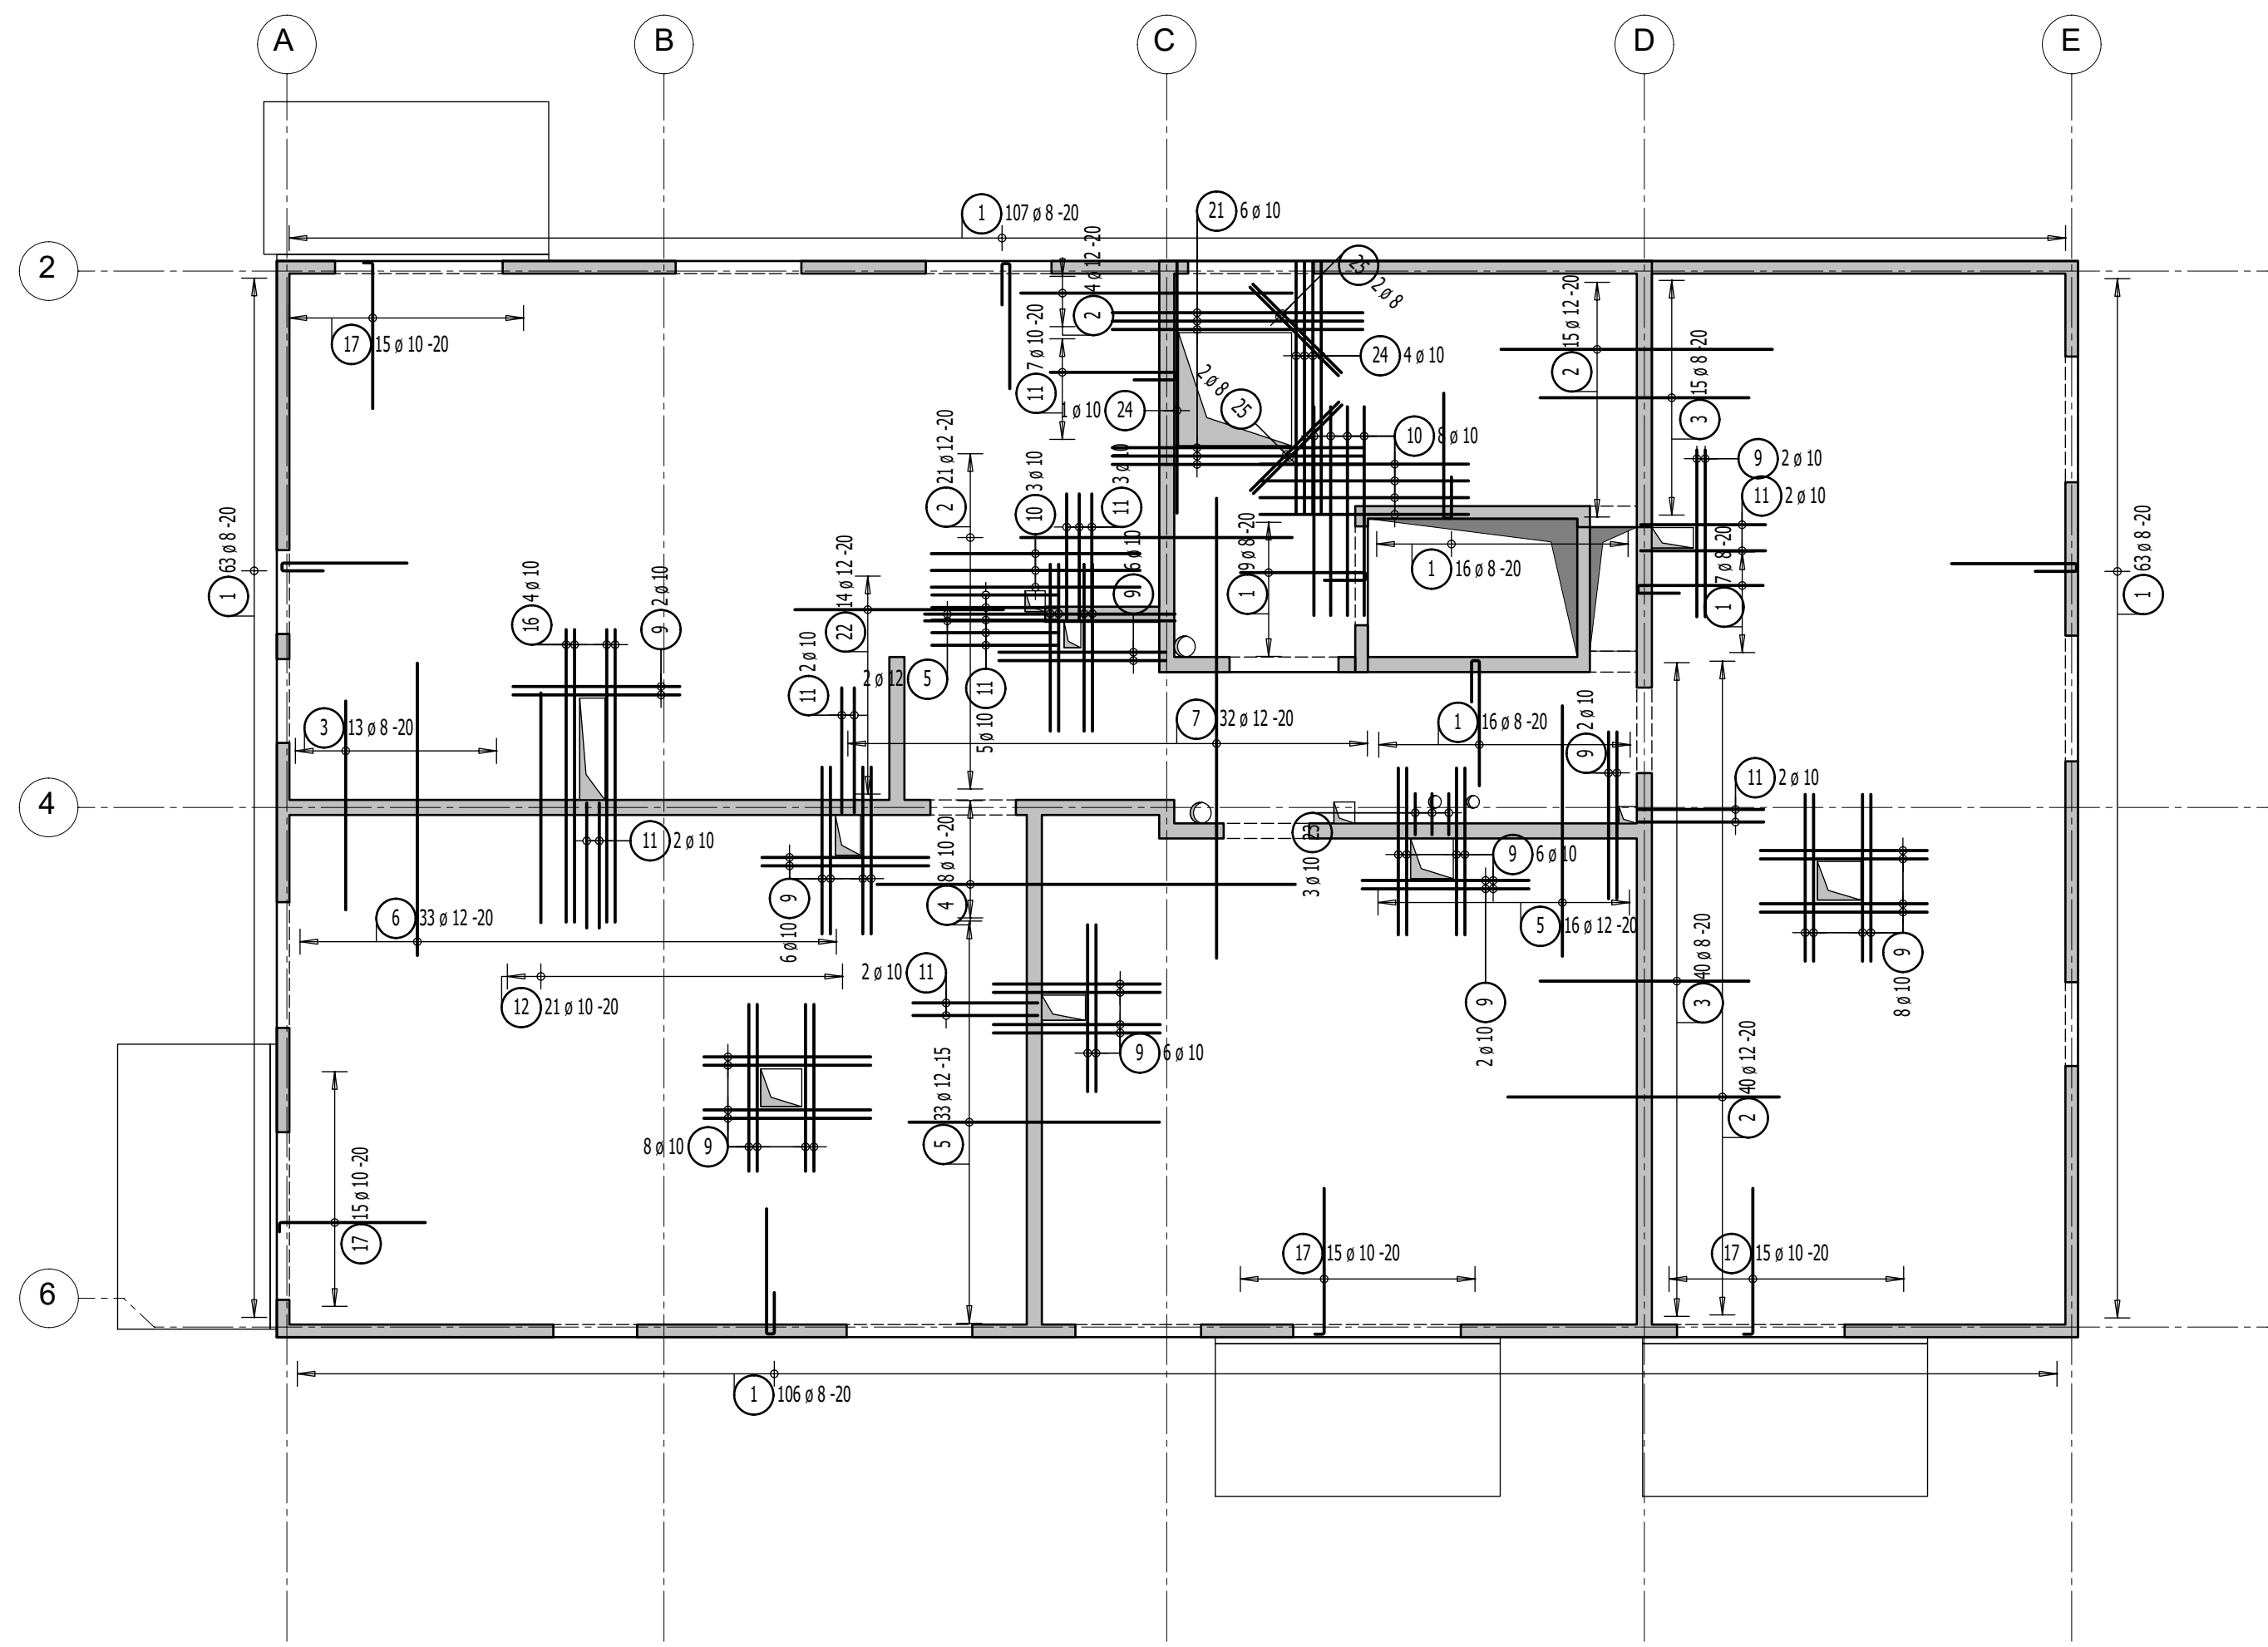 A
B
C
D
E
2
4
6
1 107 ø 8 -20
21 6 ø 10
25 2 ø 8
2 4 ø 12 -20
17 15 ø 10 -20
11 7 ø 10 -20
24 4 ø 10
2 15 ø 12 -20
3 15 ø 8 -20
1 ø 10 24
2 ø 8 25
10 8 ø 10
9 2 ø 10
11 2 ø 10
2 21 ø 12 -20
10 3 ø 10
11 3 ø 10
1 63 ø 8 -20
16 4 ø 10
9 2 ø 10
22 14 ø 12 -20
9 6 ø 10
1 9 ø 8 -20
1 16 ø 8 -20
1 7 ø 8 -20
1 63 ø 8 -20
11 2 ø 10
2 ø 12 5
11
5 ø 10
3 13 ø 8 -20
7 32 ø 12 -20
1 16 ø 8 -20
9 2 ø 10
11 2 ø 10
11 2 ø 10
23
3 ø 10
9 6 ø 10
9
6 ø 10
4 8 ø 10 -20
6 33 ø 12 -20
5 16 ø 12 -20
9
8 ø 10
2 ø 10 11
12 21 ø 10 -20
9
2 ø 10
3 40 ø 8 -20
9 6 ø 10
2 40 ø 12 -20
8 ø 10 9
5 33 ø 12 -15
17 15 ø 10 -20
17 15 ø 10 -20
17 15 ø 10 -20
1 106 ø 8 -20